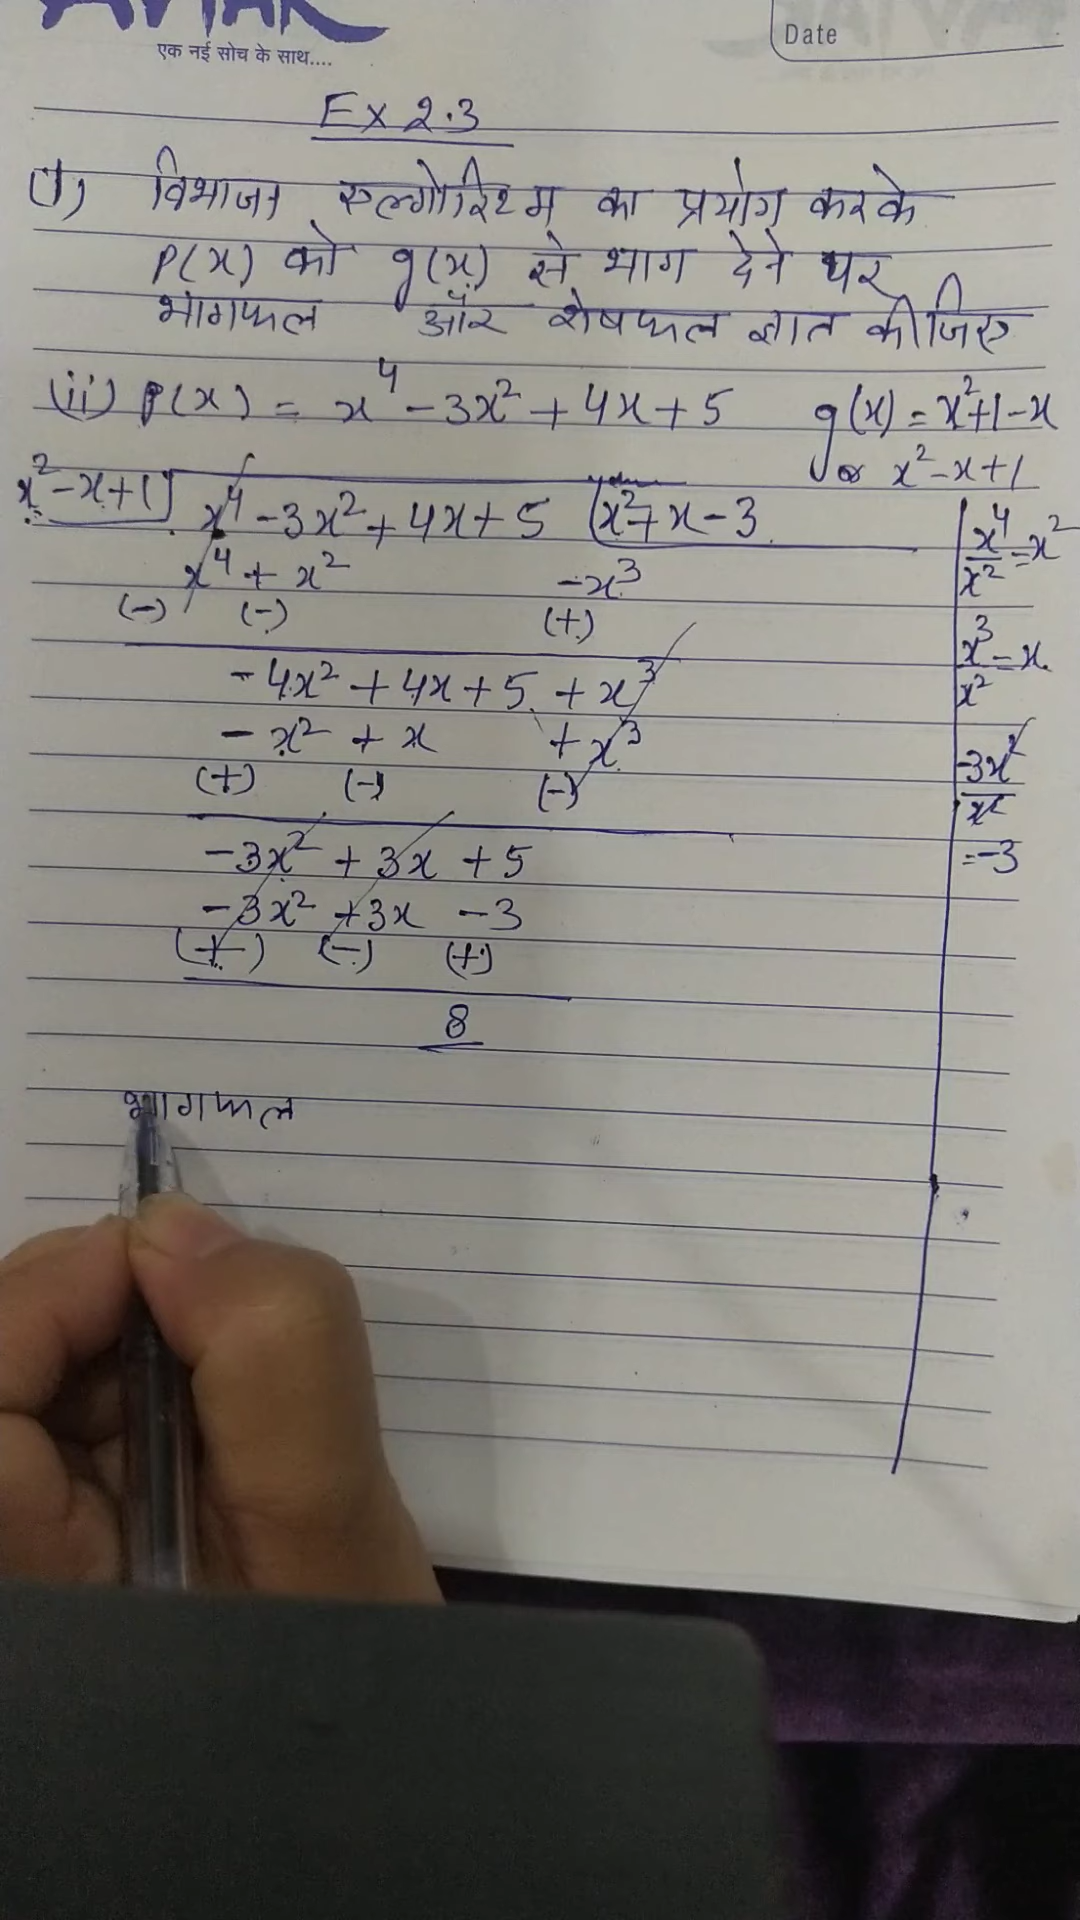 एक नई सोच के साथ....
Date
Ex 2.3
(1) विभाजन एल्गोरिथ्म का प्रयोग करके
P(x) को g(x) से भाग देने पर
भागफल और शेषफल ज्ञात कीजिए
(ii) P(x) = x⁴ - 3x² + 4x + 5 g(x) = x² + 1 - x
or x² - x + 1
x² - x + 1 x⁴ - 3x² + 4x + 5 x² + x - 3
x⁴ + x² - x³
(-) (-) (+)
- 4x² + 4x + 5 + x³
- x² + x + x³
(+) (-) (-)
- 3x² + 3x + 5
- 3x² + 3x - 3
(+) (-) (+)
8
भागफल
x⁴/x² = x²
x³/x² = x
-3x²/x²
= -3